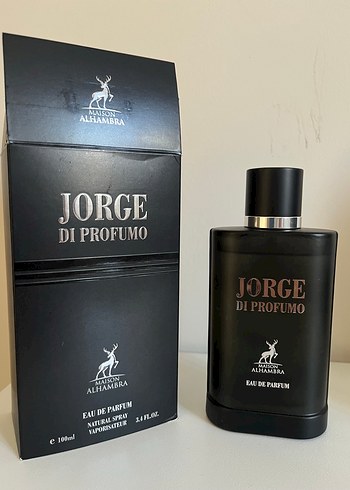 MAISON
ALHAMBRA
JORGE
DI PROFUMO
MAISON
ALHAMBRA
EAU DE PARFUM
NATURAL SPRAY
VAPORISATEUR
e 100ml
3.4 FL.OZ.
JORGE
DI PROFUMO
MAISON
ALHAMBRA
EAU DE PARFUM